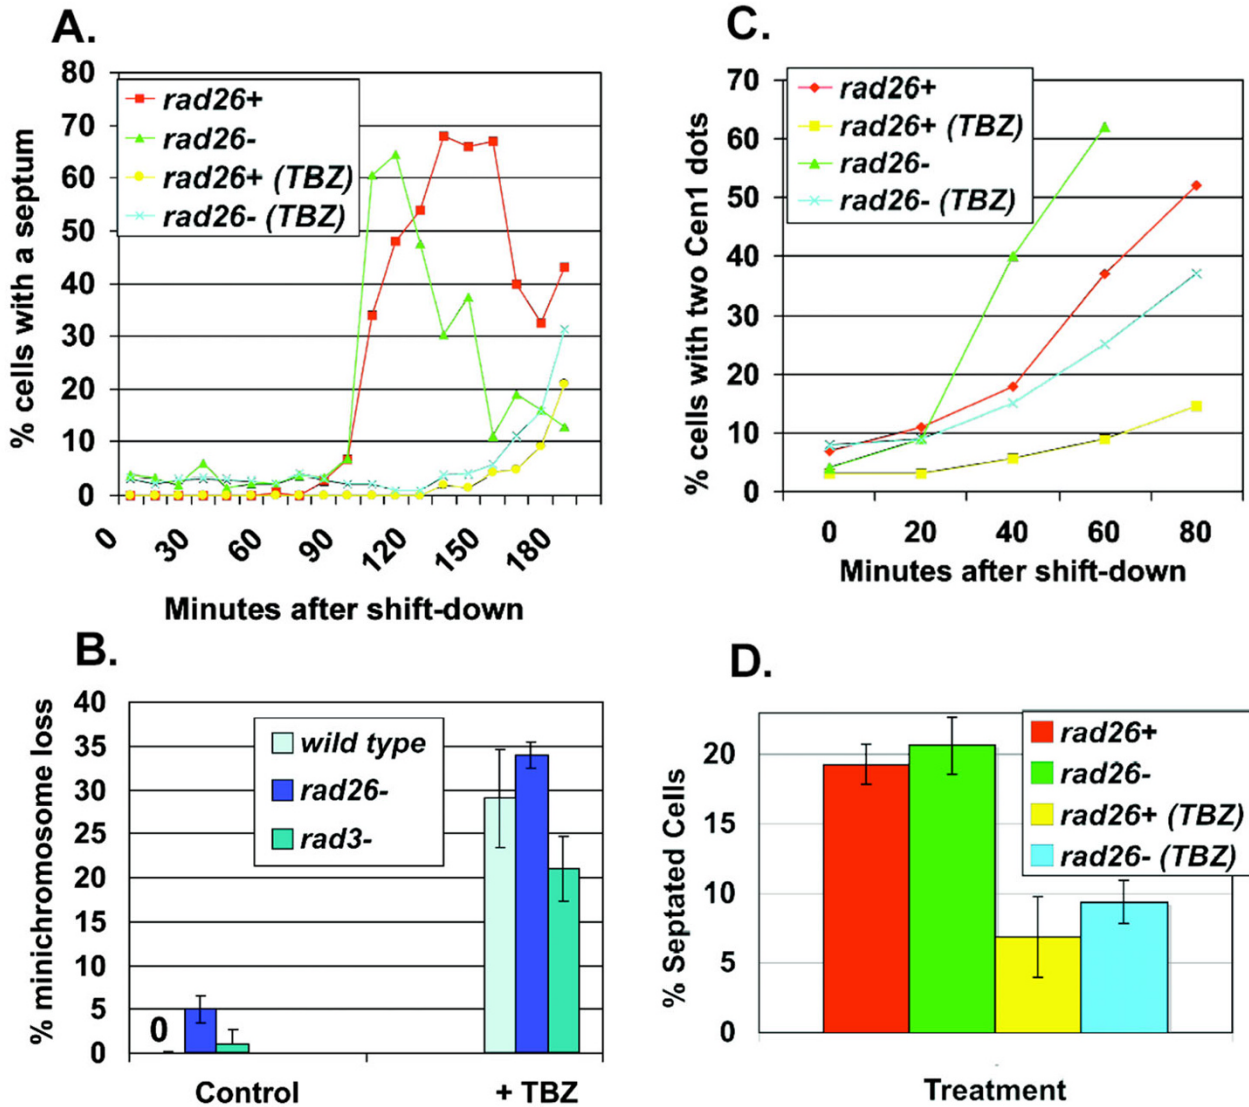 A.
80
70
60
50
40
30
20
10
0
% cells with a septum
rad26+
rad26-
rad26+ (TBZ)
rad26- (TBZ)
0
30
60
90
120
150
180
Minutes after shift-down
C.
70
60
50
40
30
20
10
0
% cells with two Cen1 dots
rad26+
rad26+ (TBZ)
rad26-
rad26- (TBZ)
0 20 40 60 80
Minutes after shift-down
B.
40
35
30
25
20
15
10
5
0
% minichromosome loss
wild type
rad26-
rad3-
0
Control + TBZ
D.
20
15
10
5
0
% Septated Cells
rad26+
rad26-
rad26+ (TBZ)
rad26- (TBZ)
Treatment